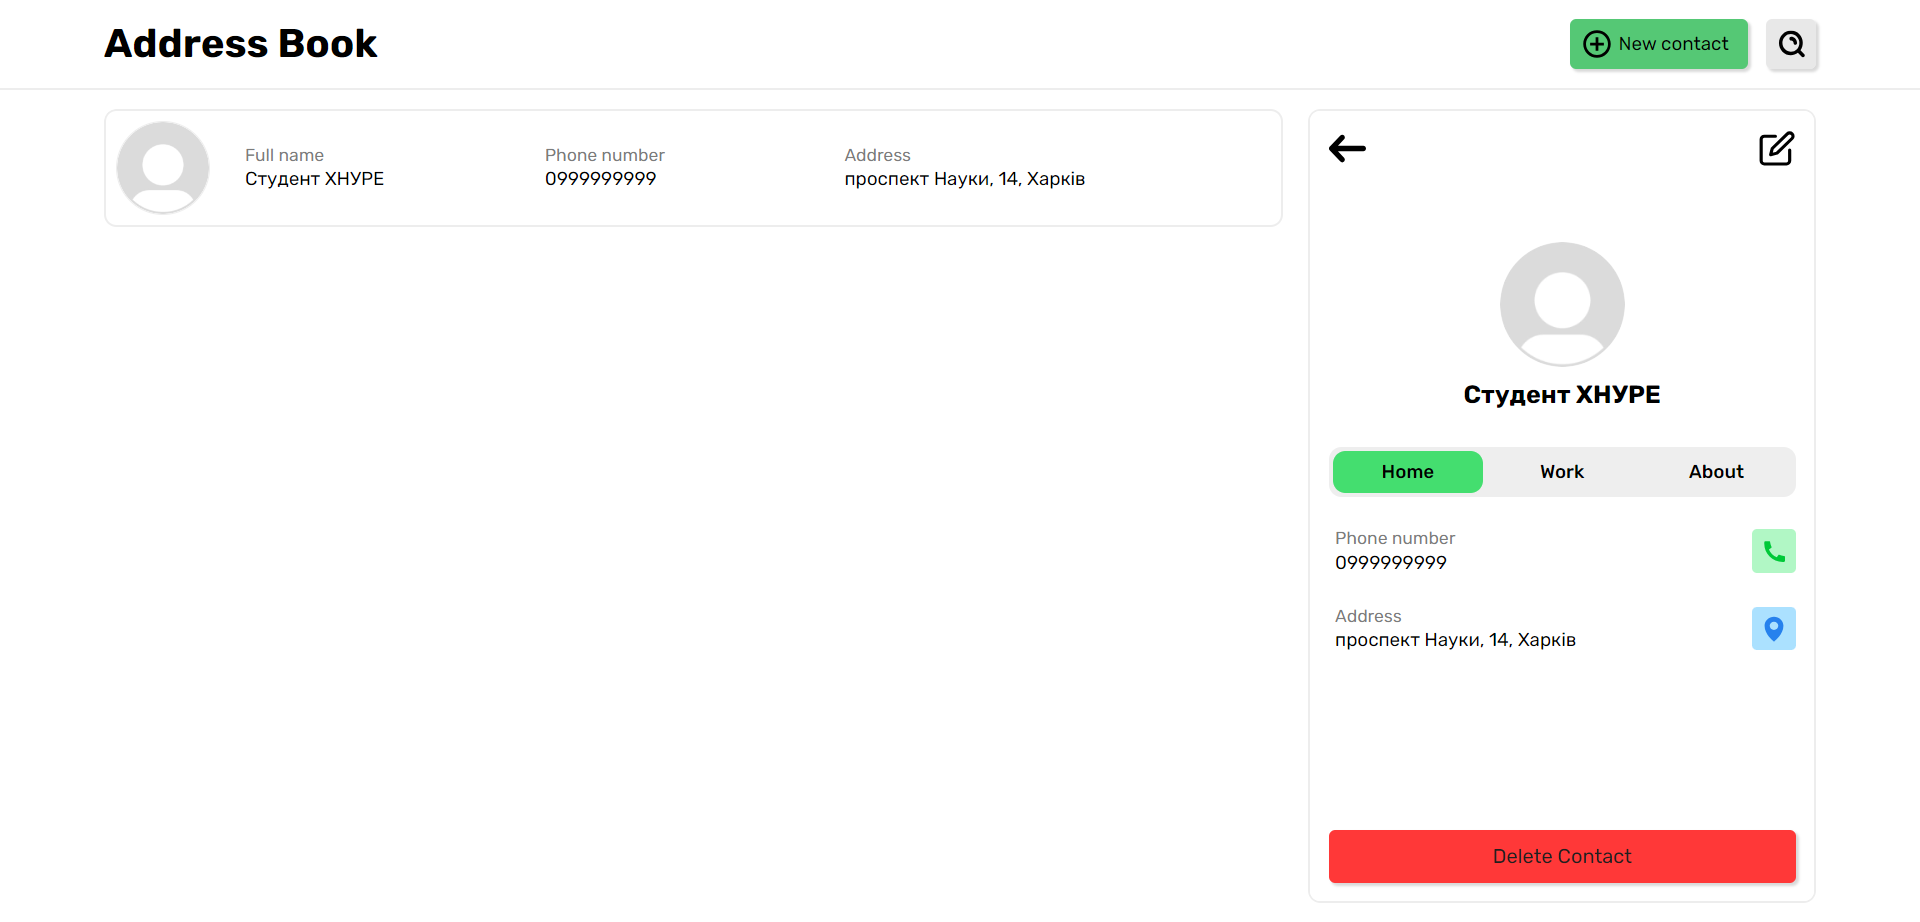 Address Book
New contact
Full name
Студент ХНУРЕ
Phone number
0999999999
Address
проспект Науки, 14, Харків
Студент ХНУРЕ
Home
Work
About
Phone number
0999999999
Address
проспект Науки, 14, Харків
Delete Contact